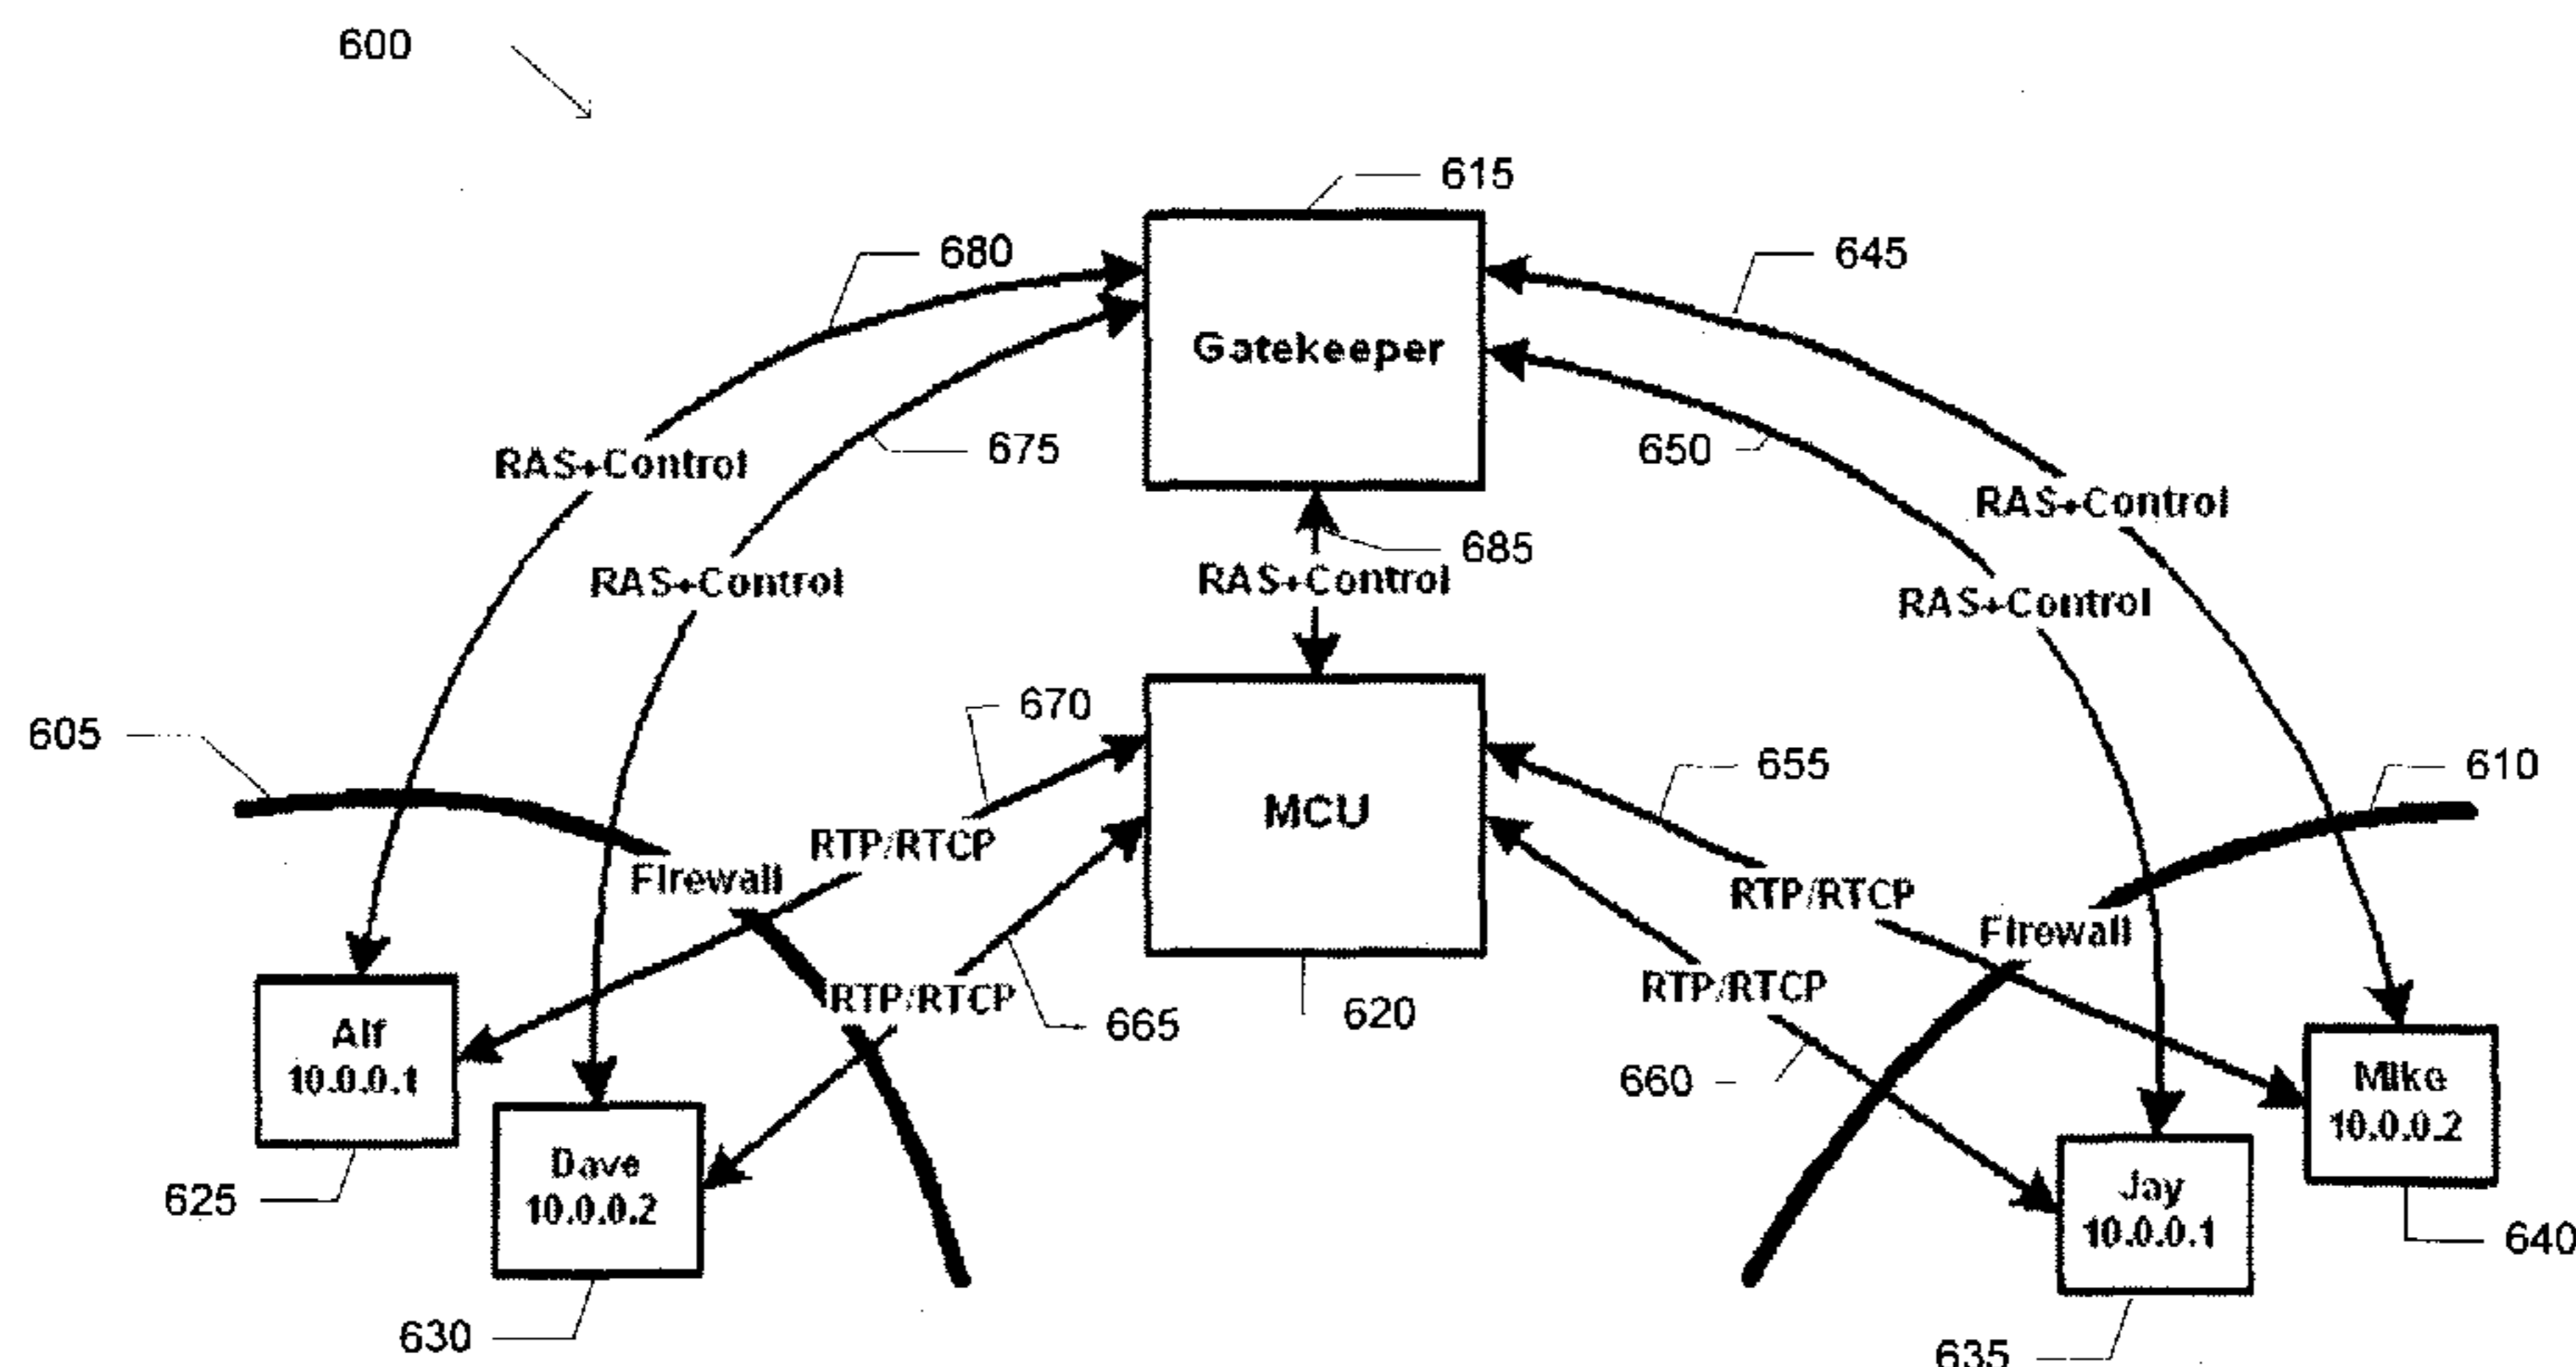 600
615
680
645
Gatekeeper
675
650
RAS+Control
RAS+Control
685
RAS+Control
RAS+Control
RAS+Control
670
605
655
610
MCU
RTP/RTCP
Firewall
RTP/RTCP
Firewall
RTP/RTCP
RTP/RTCP
665
620
660
Alf
10.0.0.1
Mike
10.0.0.2
Dave
10.0.0.2
Jay
10.0.0.1
625
640
630
635